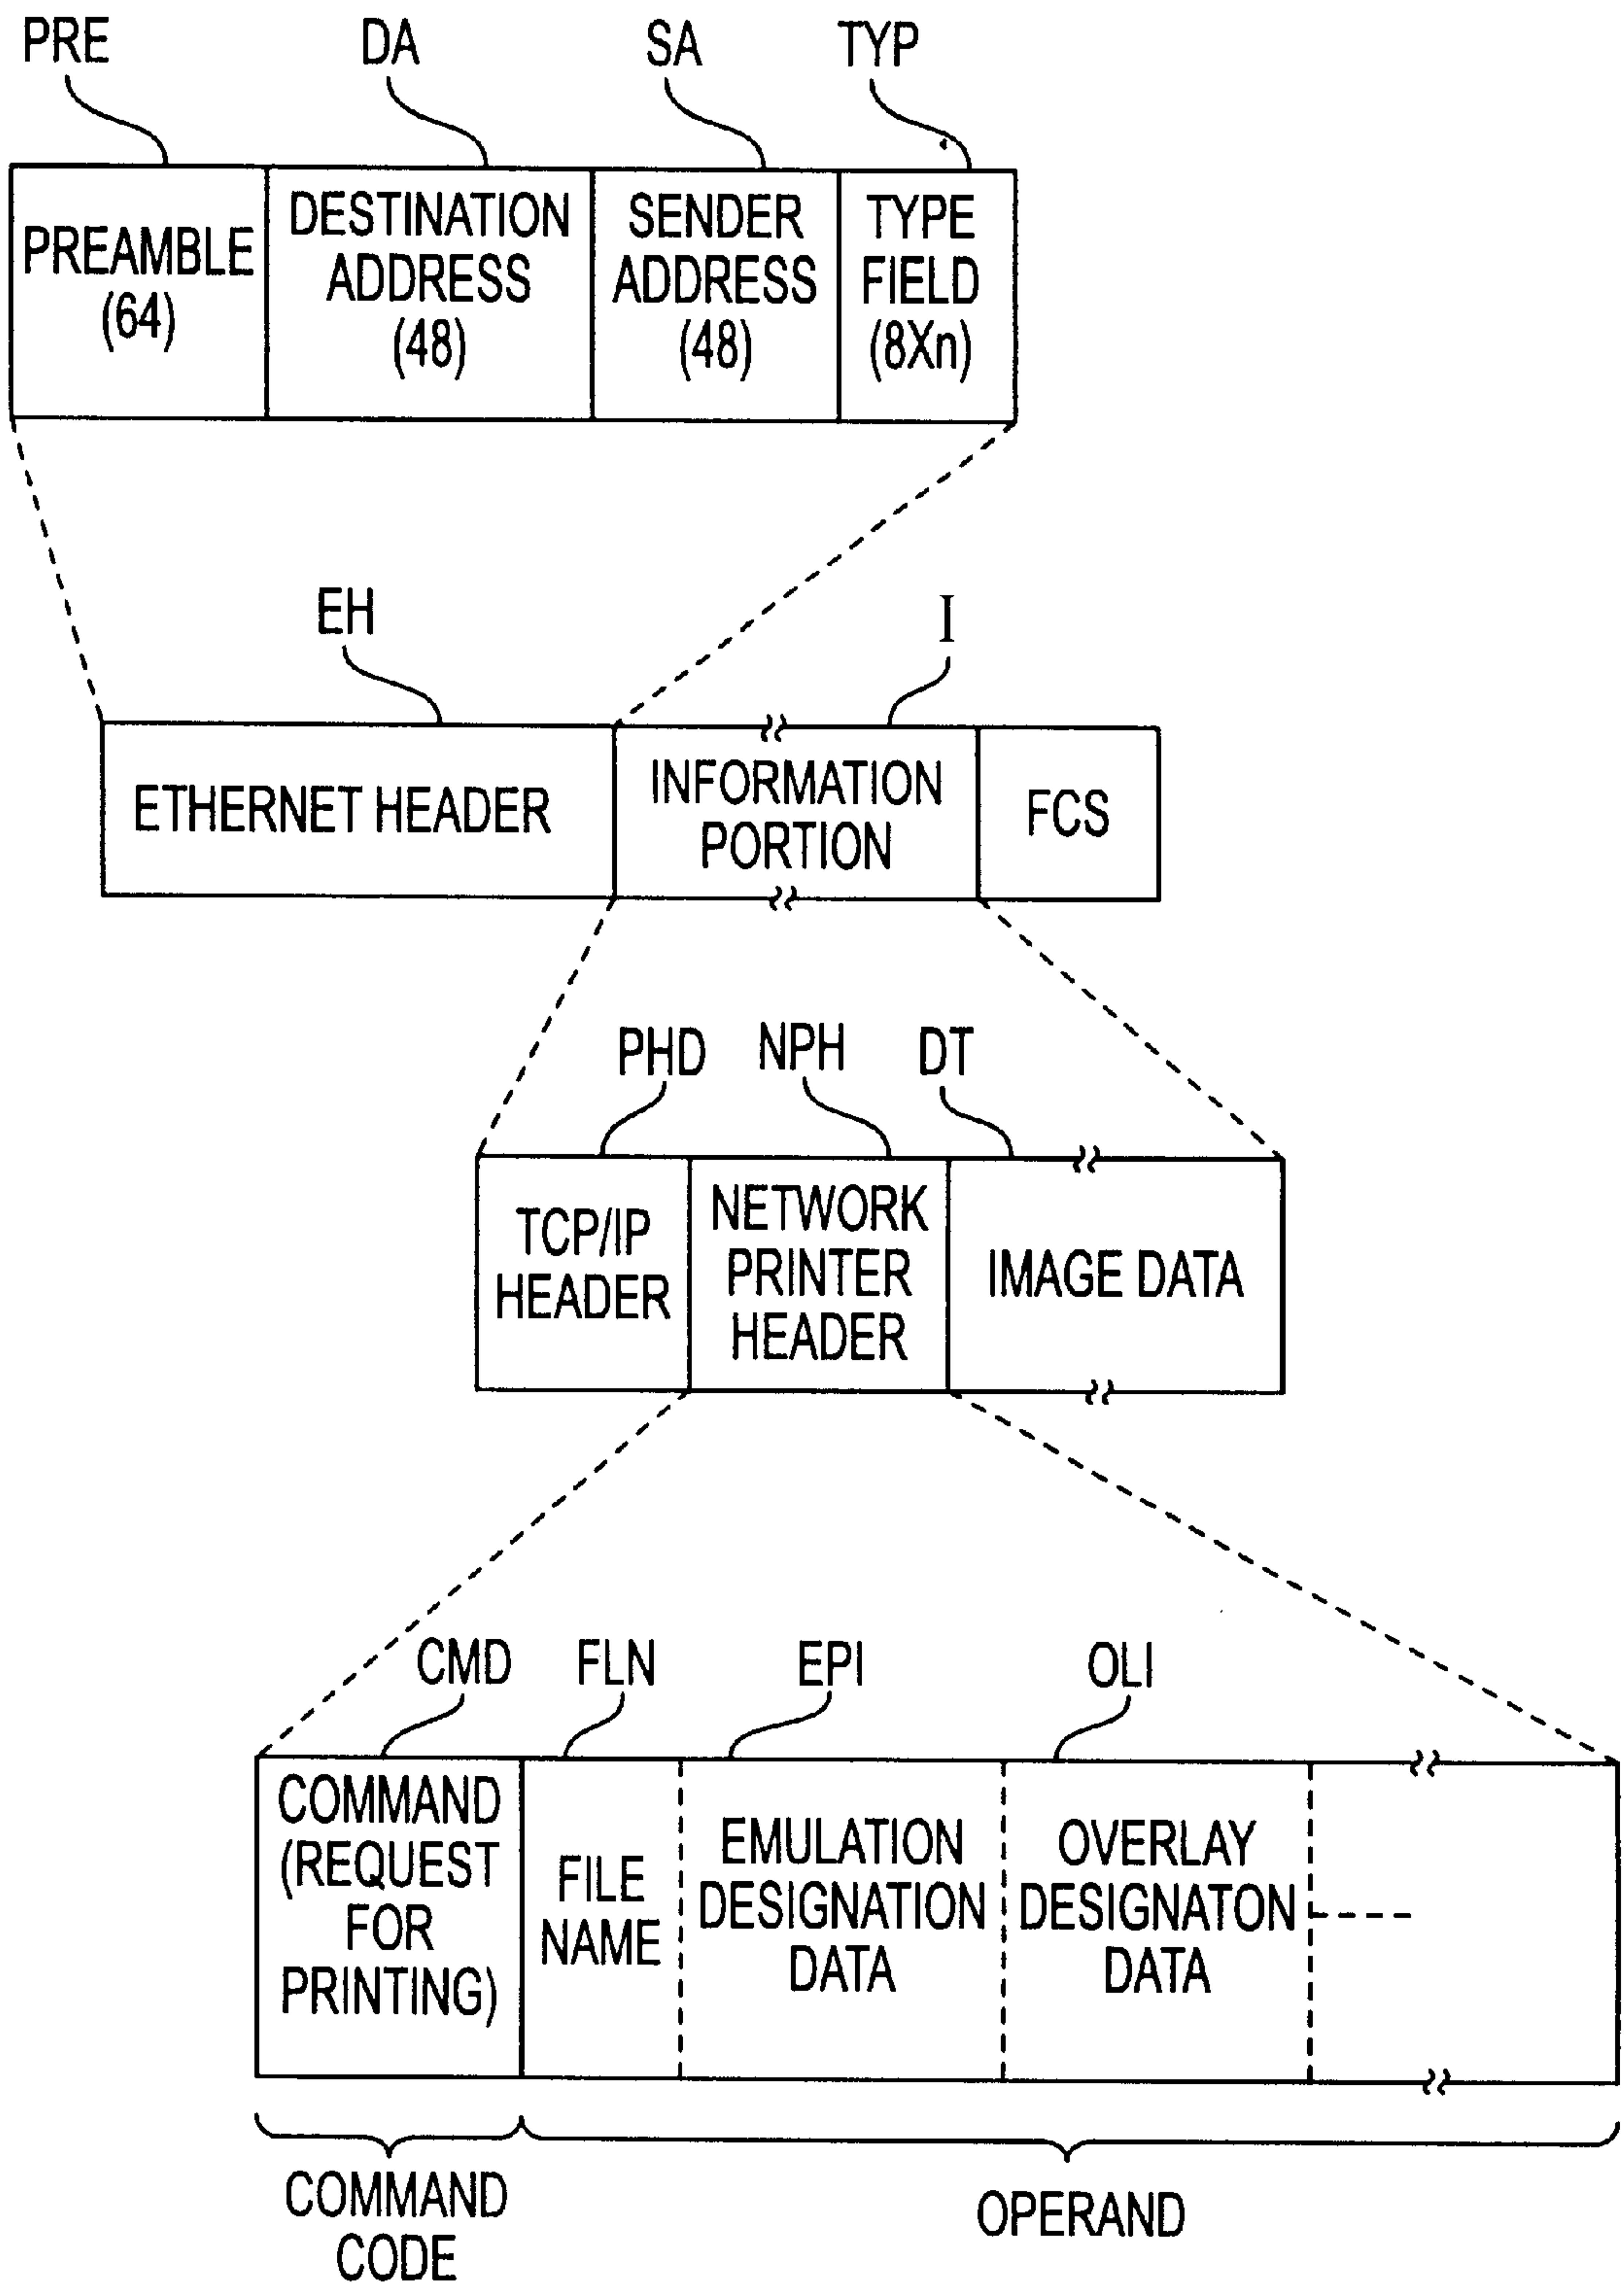 PRE DA SA TYP
PREAMBLE
(64)
DESTINATION
ADDRESS
(48)
SENDER
ADDRESS
(48)
TYPE
FIELD
(8Xn)
EH I
ETHERNET HEADER
INFORMATION
PORTION
FCS
PHD NPH DT
TCP/IP
HEADER
NETWORK
PRINTER
HEADER
IMAGE DATA
CMD FLN EPI OLI
COMMAND
(REQUEST
FOR
PRINTING)
FILE
NAME
EMULATION
DESIGNATION
DATA
OVERLAY
DESIGNATON
DATA
COMMAND
CODE
OPERAND